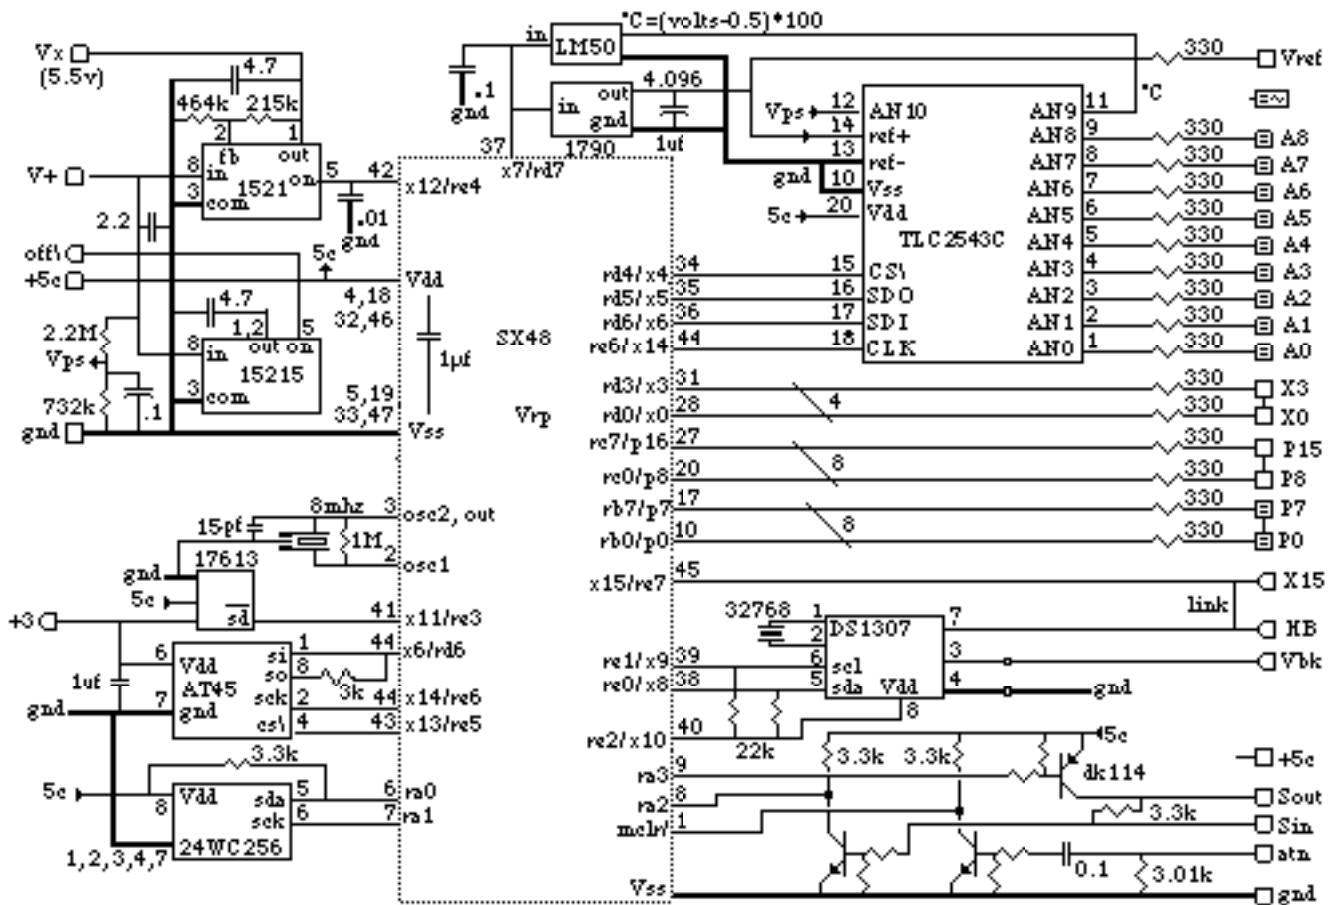 °C=(volts-0.5)*100
Vx
(5.5v)
4.7
464k
215k
2
1
fb
out
8
in
1521
on
5
42
3
com
V+
2.2
.01
gnd
off\
+5c
5c
4.7
1,2
5
out on
8
in
15215
3
com
2.2M
Vps
732k
.1
gnd
in
LM50
.1
gnd
4.096
in
out
gnd
1790
1uf
37
x7/rd7
x12/re4
Vdd
4,18
32,46
1µf
SX48
Vrp
5,19
33,47
Vss
330
Vref
Vps
12
AN10
14
ref+
13
ref-
gnd
10
Vss
5c
20
Vdd
TLC2543C
15
CS\
16
SDO
17
SDI
18
CLK
AN9
11
°C
AN8
9
330
A8
AN7
8
330
A7
AN6
7
330
A6
AN5
6
330
A5
AN4
5
330
A4
AN3
4
330
A3
AN2
3
330
A2
AN1
2
330
A1
AN0
1
330
A0
rd4/x4
34
rd5/x5
35
rd6/x6
36
re6/x14
44
rd3/x3
31
4
330
X3
rd0/x0
28
330
X0
rc7/p16
27
330
P15
8
rc0/p8
20
330
P8
rb7/p7
17
330
P7
8
rb0/p0
10
330
P0
8mhz
3
osc2, out
15pf
1M
2
osc1
17613
gnd
5c
sd
+3
41
x11/re3
1
44
x6/rd6
6
Vdd
si
8
so
3k
1uf
AT45
sck
2
44
x14/re6
gnd
7
gnd
cs\
4
43
x13/re5
3.3k
5c
8
Vdd
sda
5
6
ra0
sck
6
7
ra1
24WC256
1,2,3,4,7
x15/re7
45
X15
link
32768
1
DS1307
7
HB
2
re1/x9
39
6
scl
3
Vbk
re0/x8
38
5
sda
Vdd
4
gnd
8
re2/x10
40
22k
5c
3.3k
3.3k
dk114
+5c
ra3
9
ra2
8
Sout
3.3k
mclr/
1
Sin
atn
0.1
3.01k
Vss
gnd